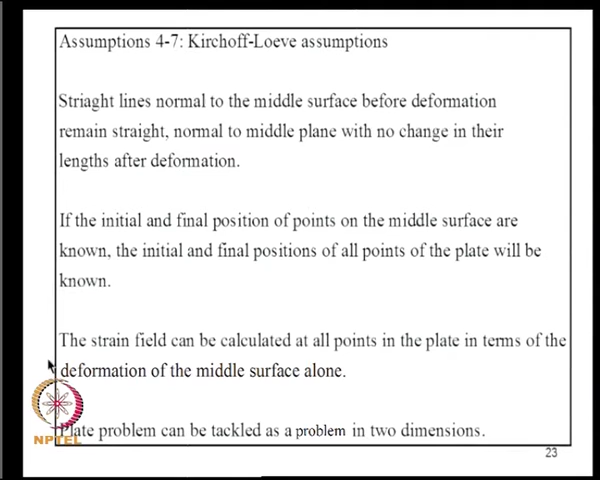 Assumptions 4-7: Kirchoff-Loeve assumptions
Striaght lines normal to the middle surface before deformation
remain straight, normal to middle plane with no change in their
lengths after deformation.
If the initial and final position of points on the middle surface are
known, the initial and final positions of all points of the plate will be
known.
The strain field can be calculated at all points in the plate in terms of the
deformation of the middle surface alone.
Plate problem can be tackled as a problem in two dimensions.
NPTEL
23